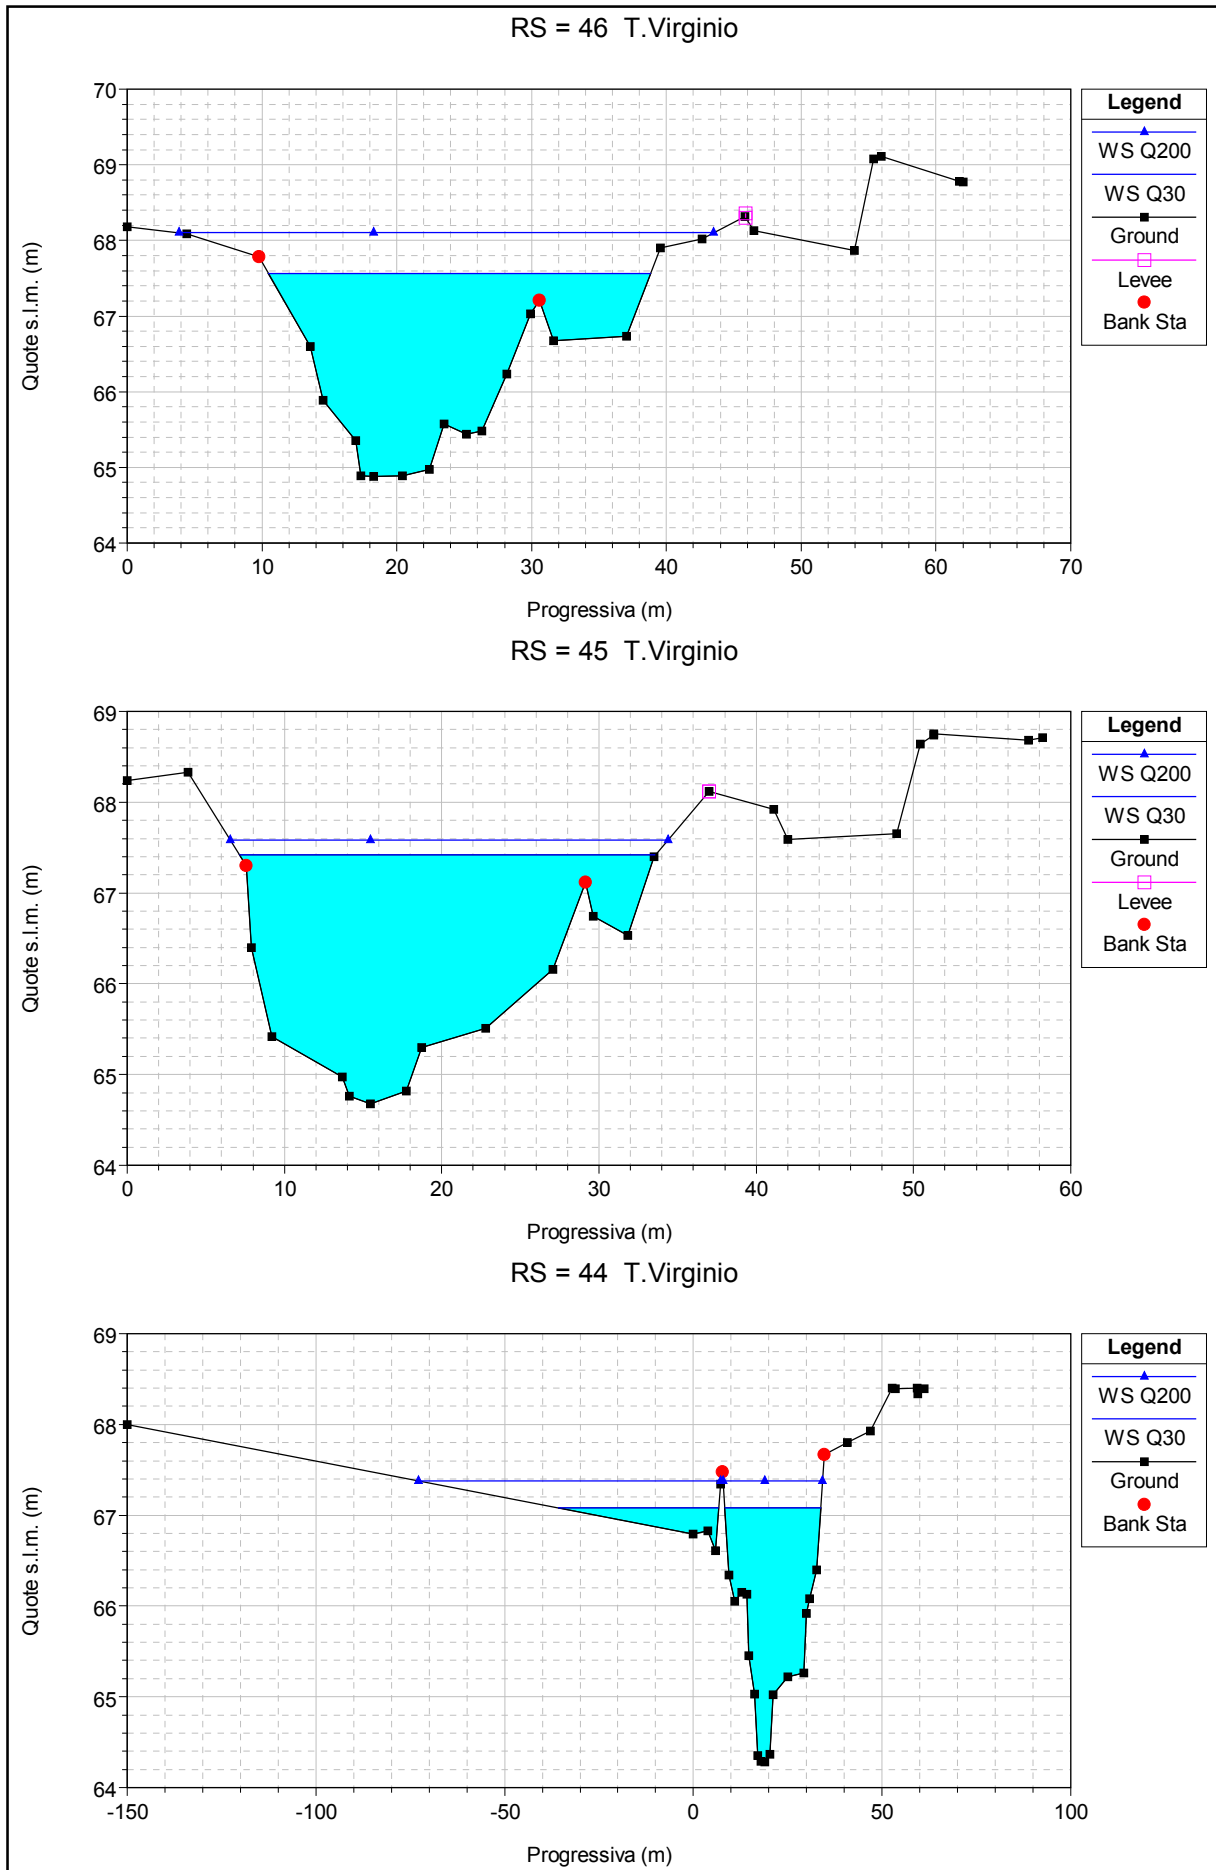 RS = 46 T.Virginio
70
69
68
67
66
65
64
Quote s.l.m. (m)
0 10 20 30 40 50 60 70
Progressiva (m)
Legend
WS Q200
WS Q30
Ground
Levee
Bank Sta
RS = 45 T.Virginio
69
68
67
66
65
64
Quote s.l.m. (m)
0 10 20 30 40 50 60
Progressiva (m)
Legend
WS Q200
WS Q30
Ground
Levee
Bank Sta
RS = 44 T.Virginio
69
68
67
66
65
64
Quote s.l.m. (m)
-150 -100 -50 0 50 100
Progressiva (m)
Legend
WS Q200
WS Q30
Ground
Bank Sta